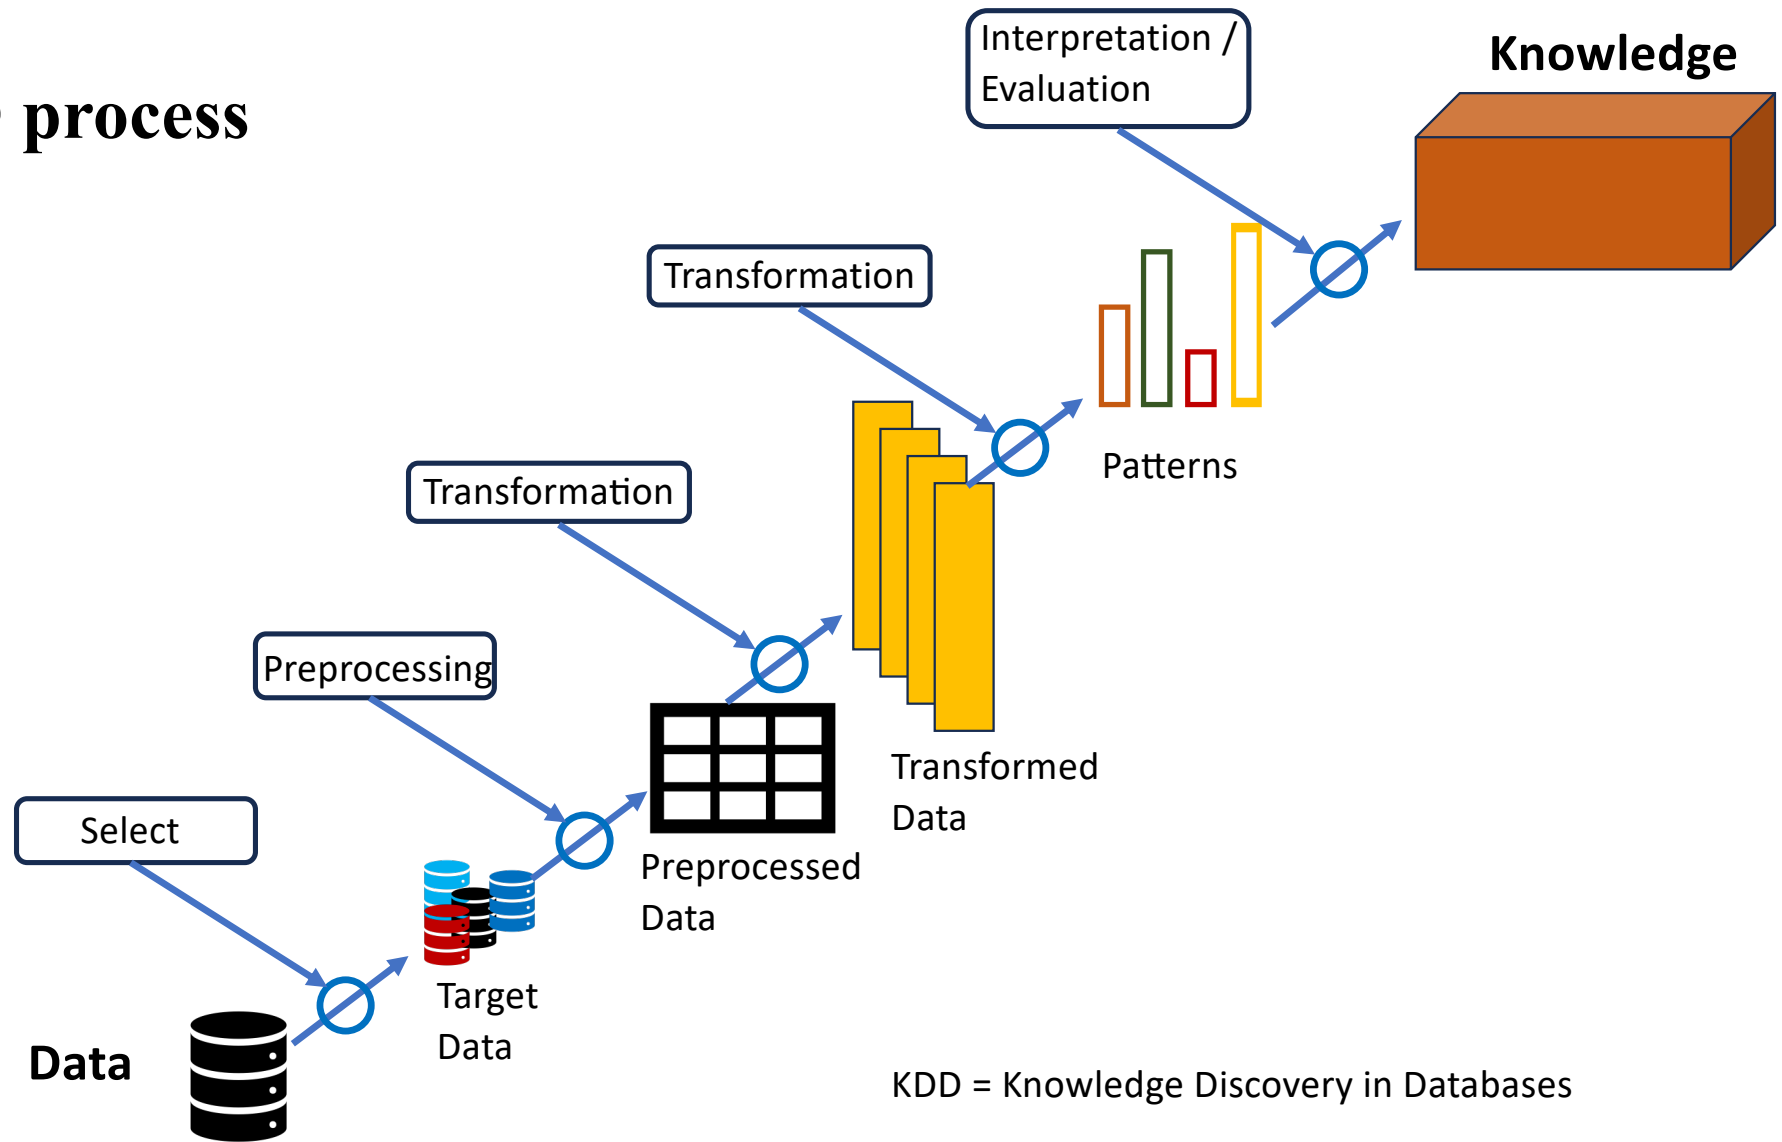 process
Interpretation /
Evaluation
Knowledge
Transformation
Transformation
Patterns
Preprocessing
Transformed
Data
Select
Preprocessed
Data
Target
Data
Data
KDD = Knowledge Discovery in Databases